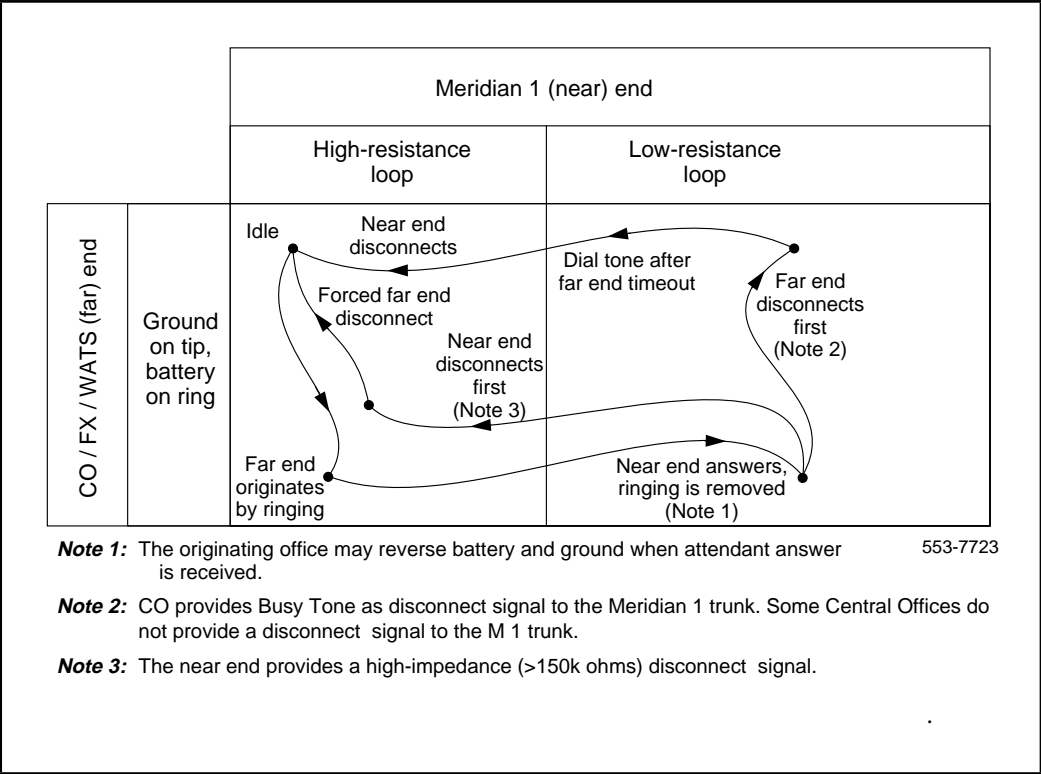 Meridian 1 (near) end
High-resistance
loop
Low-resistance
loop
CO / FX / WATS (far) end
Ground
on tip,
battery
on ring
Idle
Near end
disconnects
Dial tone after
far end timeout
Far end
disconnects
first
(Note 2)
Forced far end
disconnect
Near end
disconnects
first
(Note 3)
Far end
originates
by ringing
Near end answers,
ringing is removed
(Note 1)
553-7723
Note 1: The originating office may reverse battery and ground when attendant answer
is received.
Note 2: CO provides Busy Tone as disconnect signal to the Meridian 1 trunk. Some Central Offices do
not provide a disconnect signal to the M 1 trunk.
Note 3: The near end provides a high-impedance (>150k ohms) disconnect signal.
.